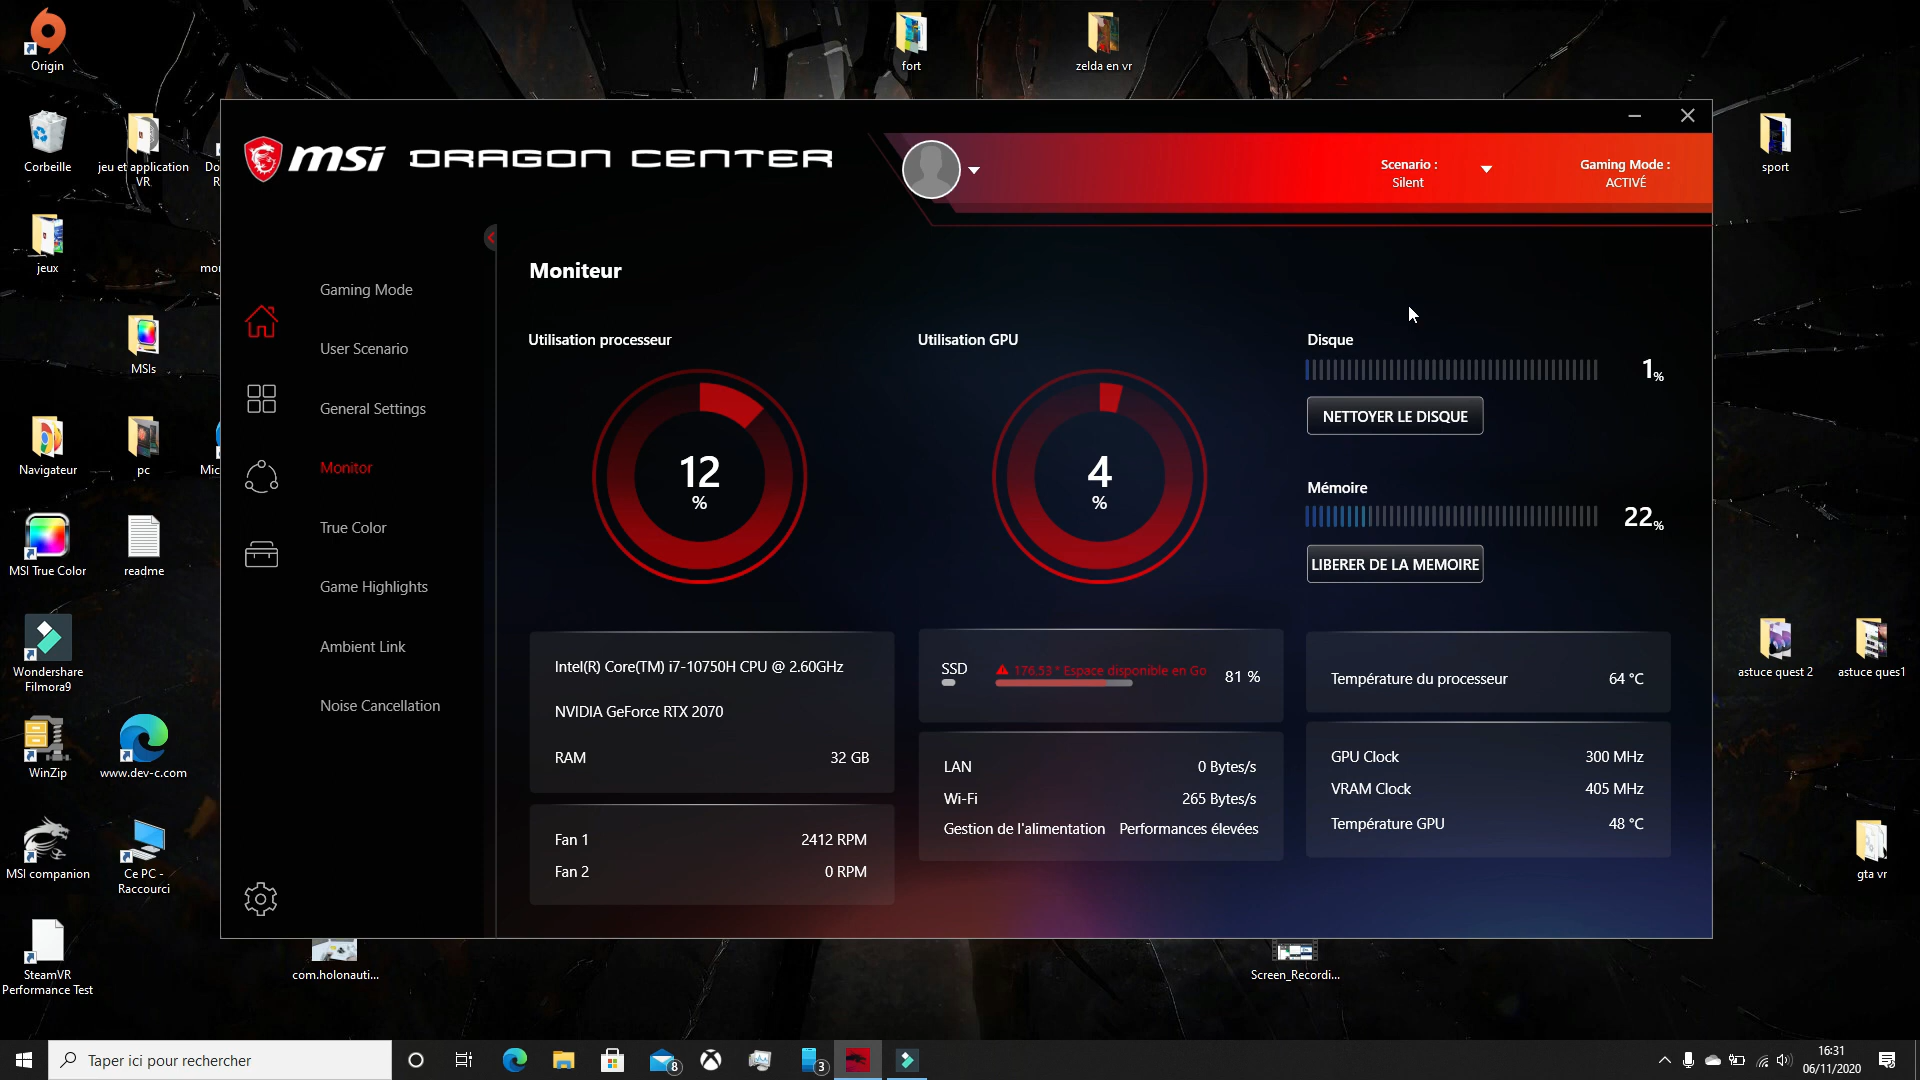 Origin
fort
zelda en vr
Corbeille
jeu et application
VR
sport
jeux
MSIs
Navigateur
pc
MSI True Color
readme
Wondershare
Filmora9
WinZip
www.dev-c.com
MSI companion
Ce PC -
Raccourci
SteamVR
Performance Test
com.holonauti...
Screen_Recordi...
astuce quest 2
astuce ques1
gta vr
msi DRAGON CENTER
Scenario :
Silent
Gaming Mode :
ACTIVÉ
Gaming Mode
User Scenario
General Settings
Monitor
True Color
Game Highlights
Ambient Link
Noise Cancellation
Moniteur
Utilisation processeur
12
%
Utilisation GPU
4
%
Disque
1%
NETTOYER LE DISQUE
Mémoire
22%
LIBERER DE LA MEMOIRE
Intel(R) Core(TM) i7-10750H CPU @ 2.60GHz
NVIDIA GeForce RTX 2070
RAM 32 GB
Fan 1 2412 RPM
Fan 2 0 RPM
SSD 176.53 * Espace disponible en Go 81 %
LAN 0 Bytes/s
Wi-Fi 265 Bytes/s
Gestion de l'alimentation Performances élevées
Température du processeur 64 °C
GPU Clock 300 MHz
VRAM Clock 405 MHz
Température GPU 48 °C
Taper ici pour rechercher
8
3
16:31
06/11/2020